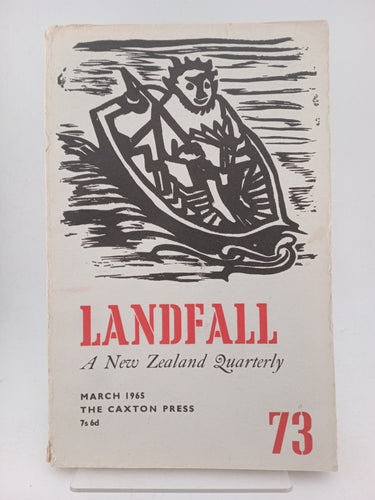 LANDFALL
A New Zealand Quarterly
MARCH 1965
THE CAXTON PRESS
7s 6d
73